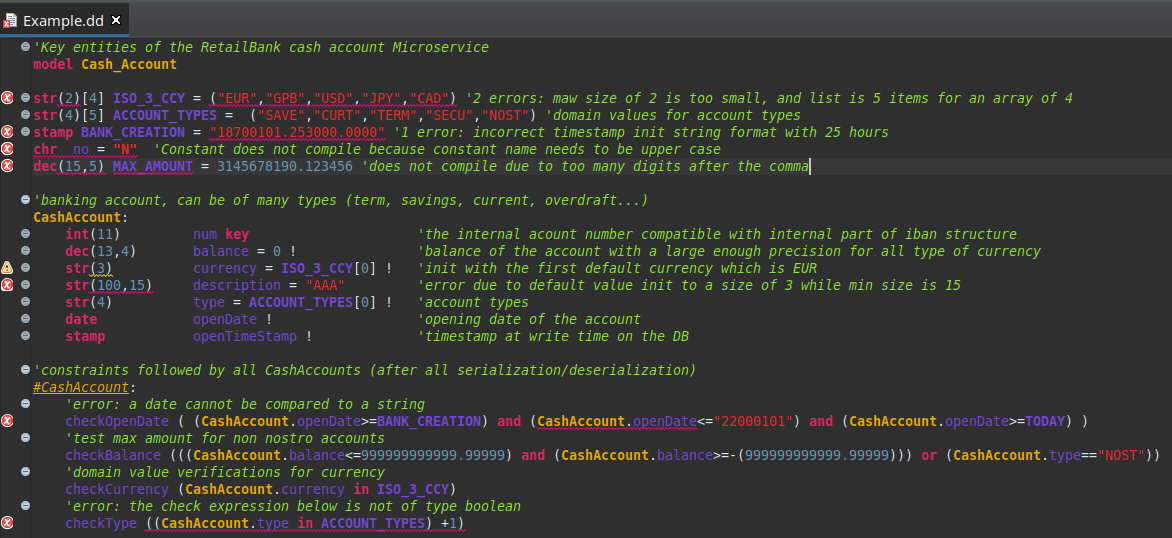 Example.dd
'Key entities of the RetailBank cash account Microservice
model Cash_Account
str(2)[4] ISO_3_CCY = ("EUR","GPB","USD","JPY","CAD") '2 errors: maw size of 2 is too small, and list is 5 items for an array of 4
str(4)[5] ACCOUNT_TYPES =  ("SAVE","CURT","TERM","SECU","NOST") 'domain values for account types
stamp BANK_CREATION = "18700101.253000.0000" '1 error: incorrect timestamp init string format with 25 hours
chr  no = "N"  'Constant does not compile because constant name needs to be upper case
dec(15,5) MAX_AMOUNT = 3145678190.123456 'does not compile due to too many digits after the comma
'banking account, can be of many types (term, savings, current, overdraft...)
CashAccount:
    int(11)         num key                     'the internal acount number compatible with internal part of iban structure
    dec(13,4)       balance = 0 !               'balance of the account with a large enough precision for all type of currency
    str(3)          currency = ISO_3_CCY[0] !   'init with the first default currency which is EUR
    str(100,15)     description = "AAA"         'error due to default value init to a size of 3 while min size is 15
    str(4)          type = ACCOUNT_TYPES[0] !   'account types
    date            openDate !                  'opening date of the account
    stamp           openTimeStamp !             'timestamp at write time on the DB
'constraints followed by all CashAccounts (after all serialization/deserialization)
#CashAccount:
    'error: a date cannot be compared to a string
    checkOpenDate ( (CashAccount.openDate>=BANK_CREATION) and (CashAccount.openDate<="22000101") and (CashAccount.openDate>=TODAY) )
    'test max amount for non nostro accounts
    checkBalance (((CashAccount.balance<=999999999999.99999) and (CashAccount.balance>=-(999999999999.99999))) or (CashAccount.type=="NOST"))
    'domain value verifications for currency
    checkCurrency (CashAccount.currency in ISO_3_CCY)
    'error: the check expression below is not of type boolean
    checkType ((CashAccount.type in ACCOUNT_TYPES) +1)